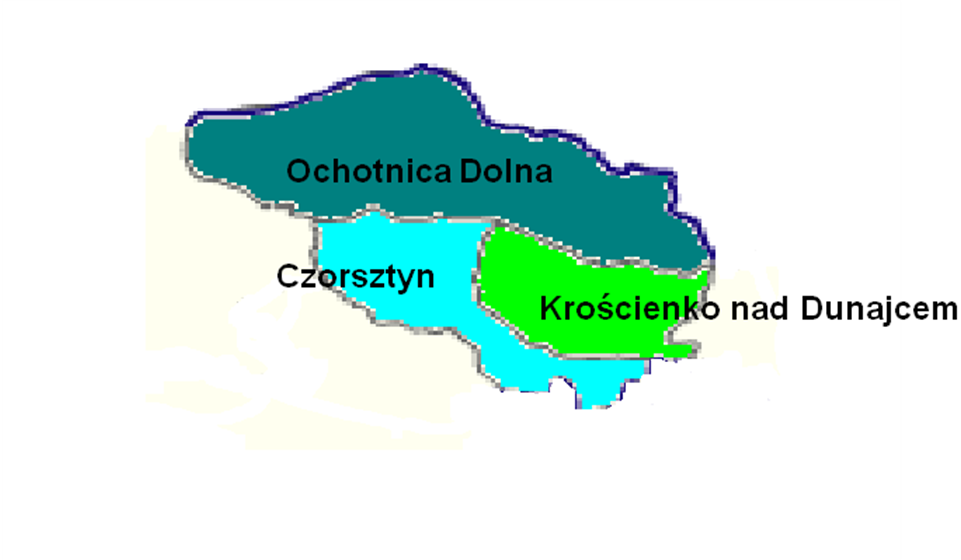 Ochotnica Dolna
Czorsztyn
Krościenko nad Dunajcem